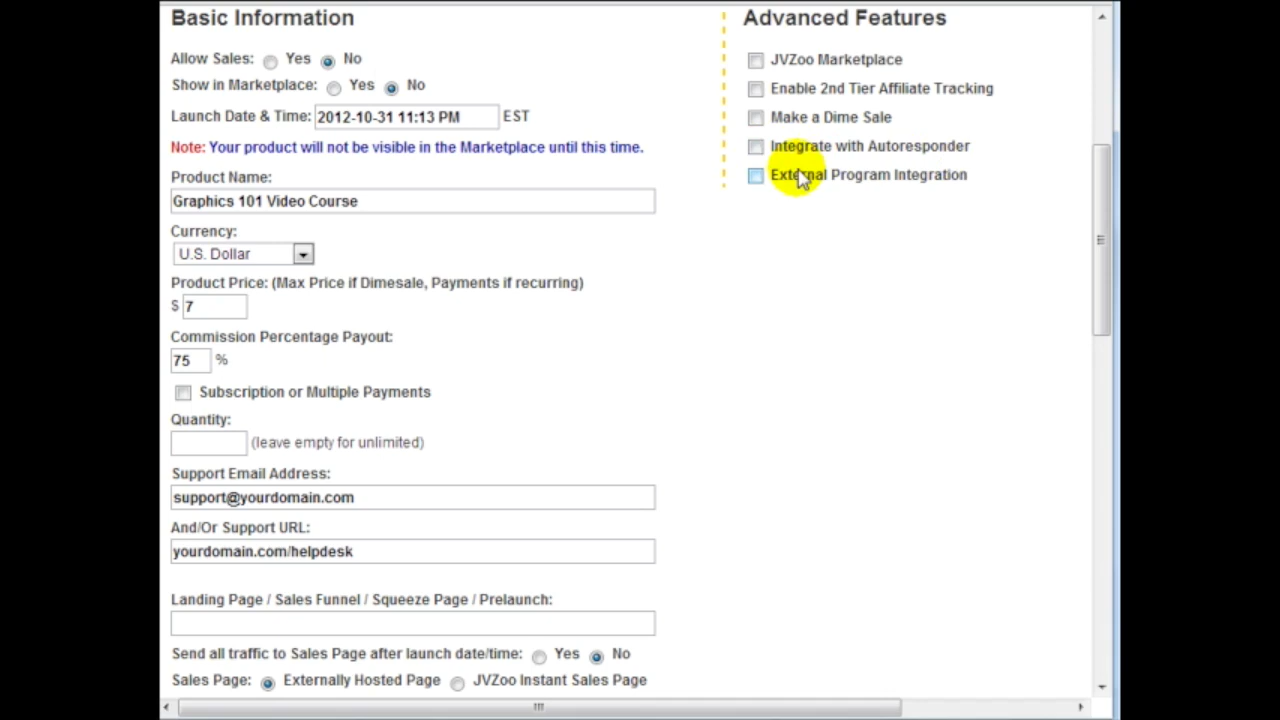 Basic Information
Allow Sales: Yes No
Show in Marketplace: Yes No
Launch Date & Time: 2012-10-31 11:13 PM EST
Note: Your product will not be visible in the Marketplace until this time.
Product Name:
Graphics 101 Video Course
Currency:
U.S. Dollar
Product Price: (Max Price if Dimesale, Payments if recurring)
$ 7
Commission Percentage Payout:
75 %
Subscription or Multiple Payments
Quantity:
(leave empty for unlimited)
Support Email Address:
support@yourdomain.com
And/Or Support URL:
yourdomain.com/helpdesk
Landing Page / Sales Funnel / Squeeze Page / Prelaunch:
Send all traffic to Sales Page after launch date/time: Yes No
Sales Page: Externally Hosted Page JVZoo Instant Sales Page
Advanced Features
JVZoo Marketplace
Enable 2nd Tier Affiliate Tracking
Make a Dime Sale
Integrate with Autoresponder
External Program Integration